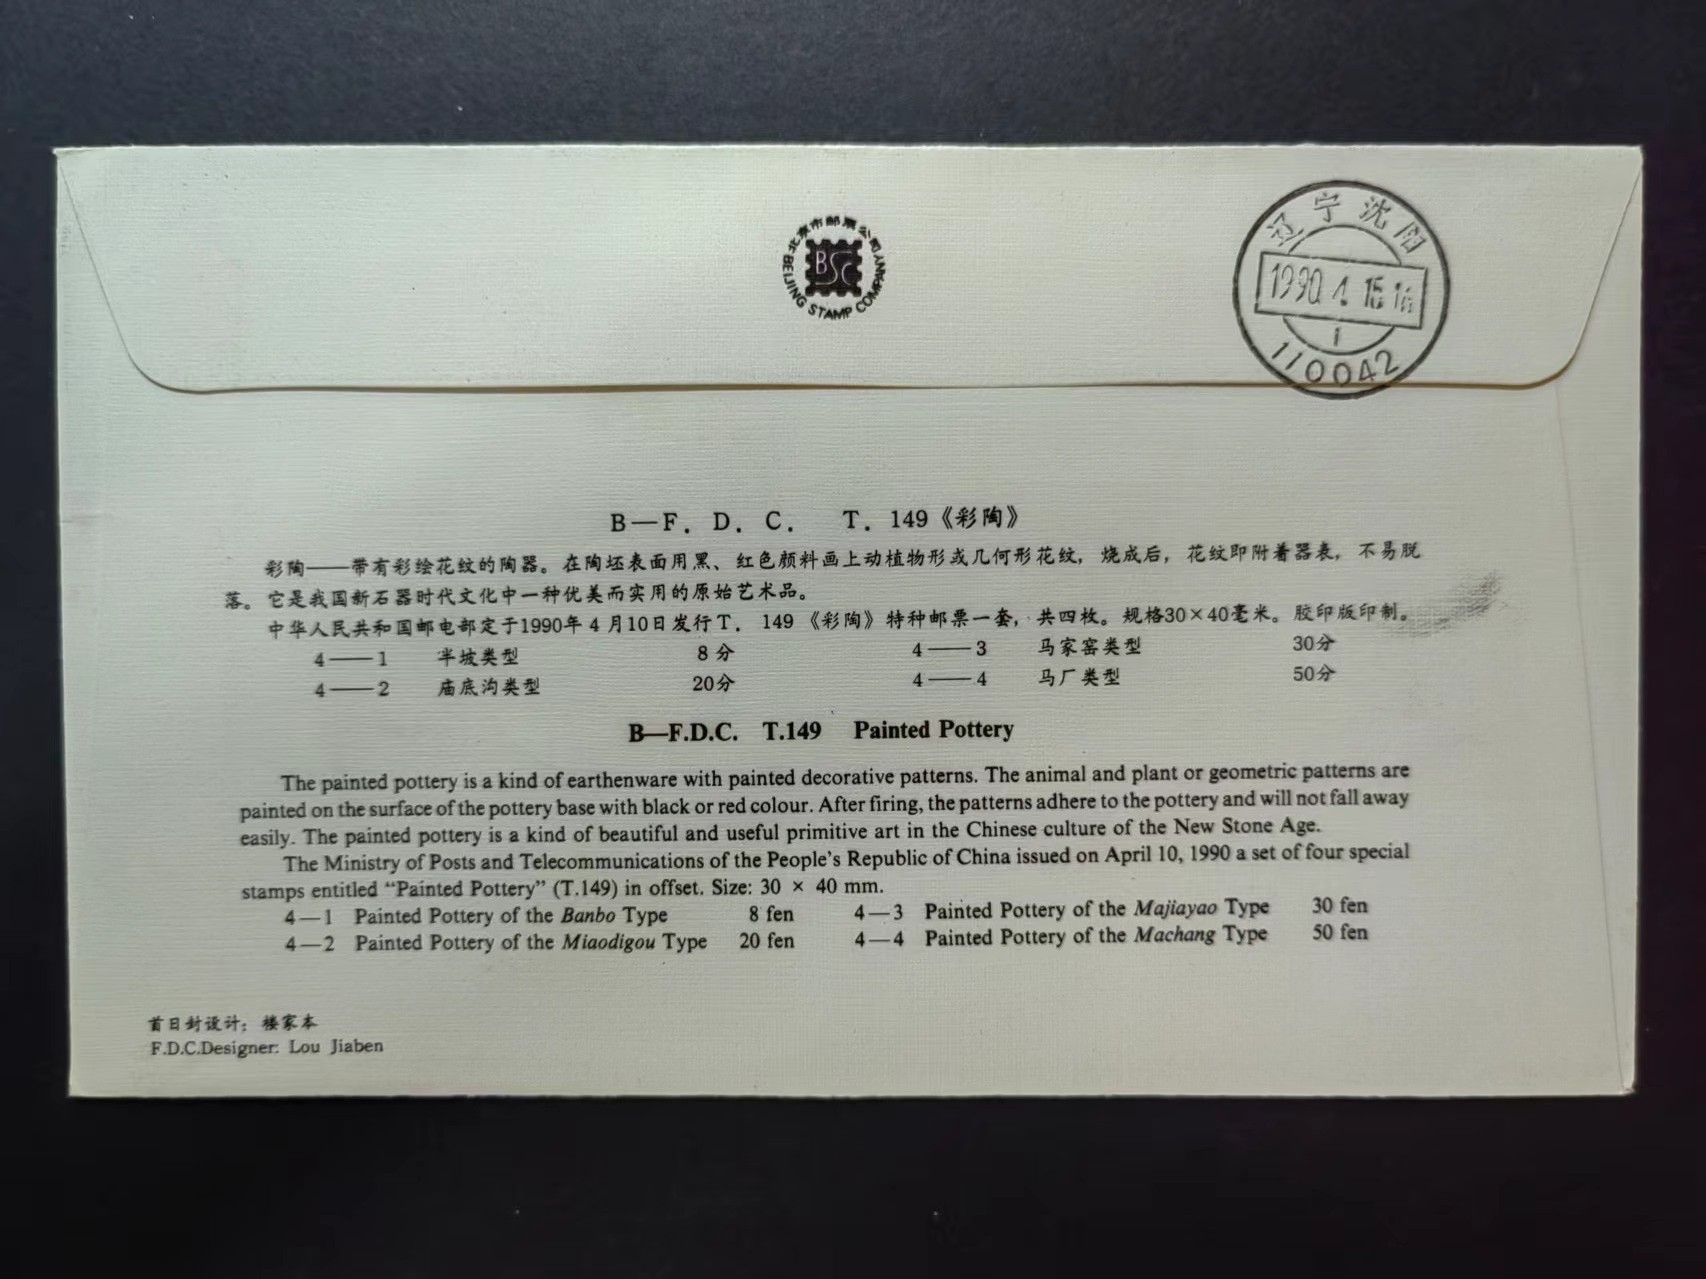 北京市邮票公司
BSC
BEIJING STAMP COMPANY
辽宁沈阳
1990.4.15.16
1
110042
B—F．D．C． T．149《彩陶》
彩陶——带有彩绘花纹的陶器。在陶坯表面用黑、红色颜料画上动植物形或几何形花纹，烧成后，花纹即附着器表，不易脱
落。它是我国新石器时代文化中一种优美而实用的原始艺术品。
中华人民共和国邮电部定于1990年4月10日发行T．149《彩陶》特种邮票一套，共四枚。规格30×40毫米。胶印版印制。
4——1 半坡类型 8分 4——3 马家窑类型 30分
4——2 庙底沟类型 20分 4——4 马厂类型 50分
B—F.D.C. T.149 Painted Pottery
The painted pottery is a kind of earthenware with painted decorative patterns. The animal and plant or geometric patterns are
painted on the surface of the pottery base with black or red colour. After firing, the patterns adhere to the pottery and will not fall away
easily. The painted pottery is a kind of beautiful and useful primitive art in the Chinese culture of the New Stone Age.
The Ministry of Posts and Telecommunications of the People's Republic of China issued on April 10, 1990 a set of four special
stamps entitled “Painted Pottery” (T.149) in offset. Size: 30 × 40 mm.
4—1 Painted Pottery of the Banbo Type 8 fen 4—3 Painted Pottery of the Majiayao Type 30 fen
4—2 Painted Pottery of the Miaodigou Type 20 fen 4—4 Painted Pottery of the Machang Type 50 fen
首日封设计：楼家本
F.D.C.Designer: Lou Jiaben